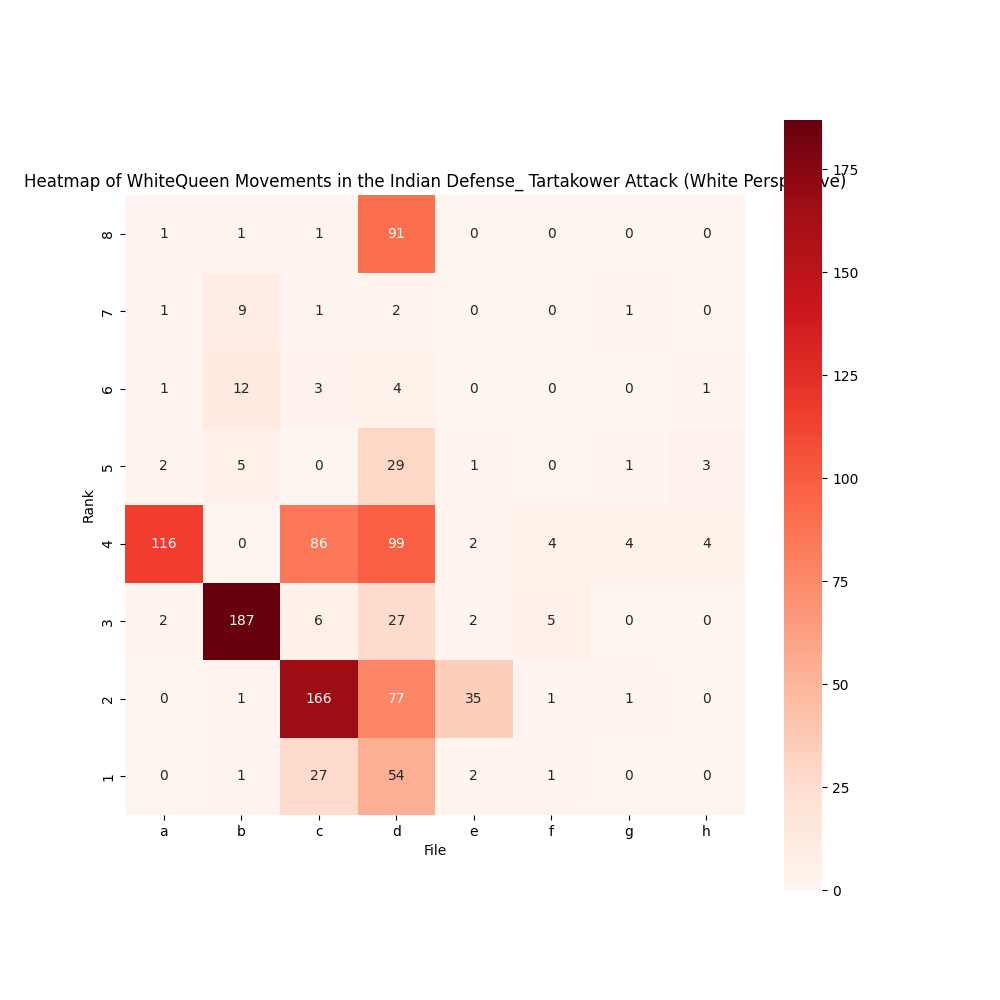 Heatmap of WhiteQueen Movements in the Indian Defense_ Tartakower Attack (White Perspective)
8 1 1 1 91 0 0 0 0
7 1 9 1 2 0 0 1 0
6 1 12 3 4 0 0 0 1
5 2 5 0 29 1 0 1 3
4 116 0 86 99 2 4 4 4
3 2 187 6 27 2 5 0 0
2 0 1 166 77 35 1 1 0
1 0 1 27 54 2 1 0 0
a b c d e f g h
File
Rank
175
150
125
100
75
50
25
0